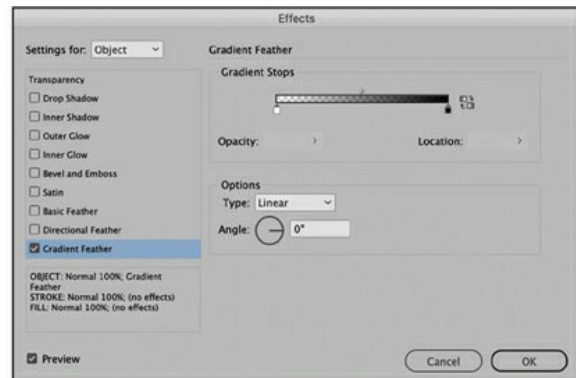 Effects
Settings for: Object
Transparency
Drop Shadow
Inner Shadow
Outer Glow
Inner Glow
Bevel and Emboss
Satin
Basic Feather
Directional Feather
Gradient Feather
OBJECT: Normal 100%; Gradient
Feather
STROKE: Normal 100%; (no effects)
FILL: Normal 100%; (no effects)
Preview
Gradient Feather
Gradient Stops
Opacity: Location:
Options
Type: Linear
Angle: 0°
Cancel OK